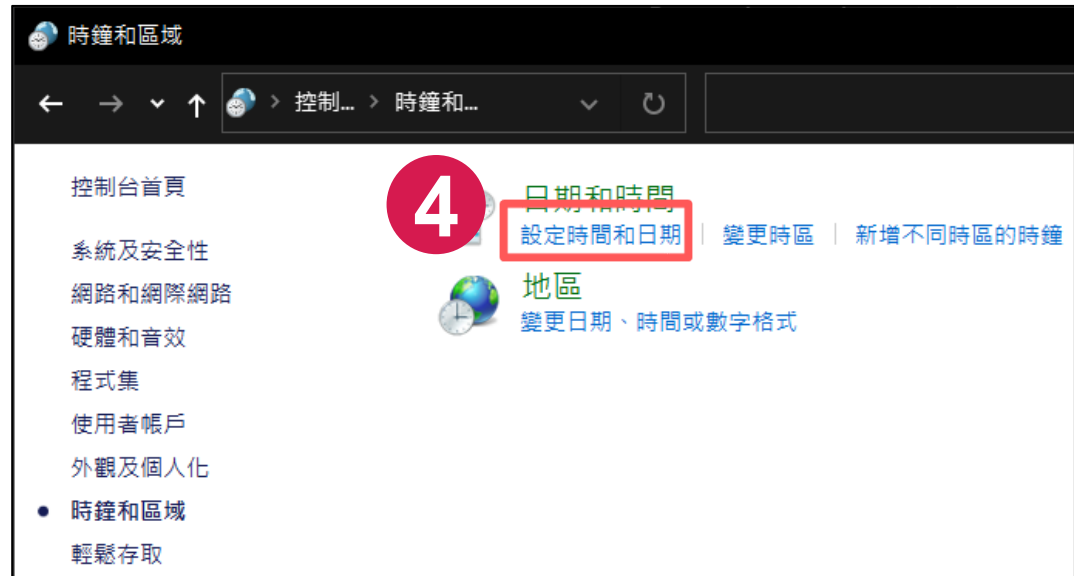 時鐘和區域
控制... > 時鐘和...
控制台首頁
系統及安全性
網路和網際網路
硬體和音效
程式集
使用者帳戶
外觀及個人化
時鐘和區域
輕鬆存取
4
日期和時間
設定時間和日期 | 變更時區 | 新增不同時區的時鐘
地區
變更日期、時間或數字格式